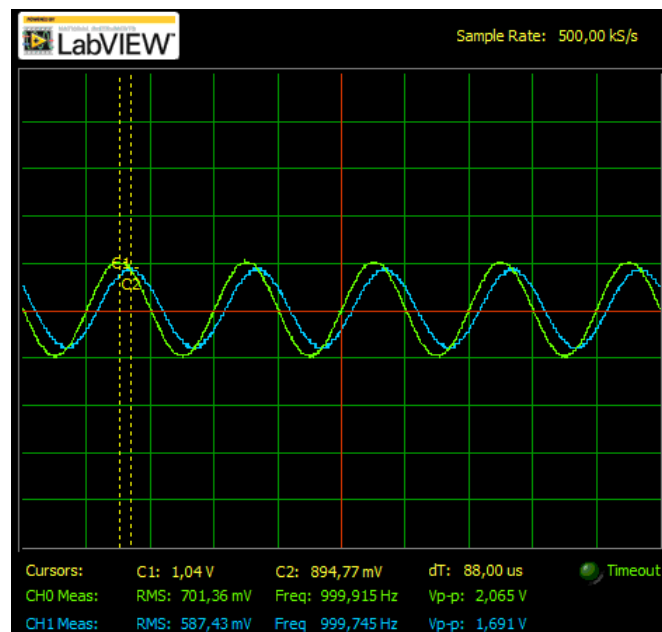 POWERED BY
NATIONAL INSTRUMENTS
LabVIEW™
Sample Rate: 500,00 kS/s
C1
C2
Cursors: C1: 1,04 V C2: 894,77 mV dT: 88,00 us Timeout
CH0 Meas: RMS: 701,36 mV Freq: 999,915 Hz Vp-p: 2,065 V
CH1 Meas: RMS: 587,43 mV Freq 999,745 Hz Vp-p: 1,691 V